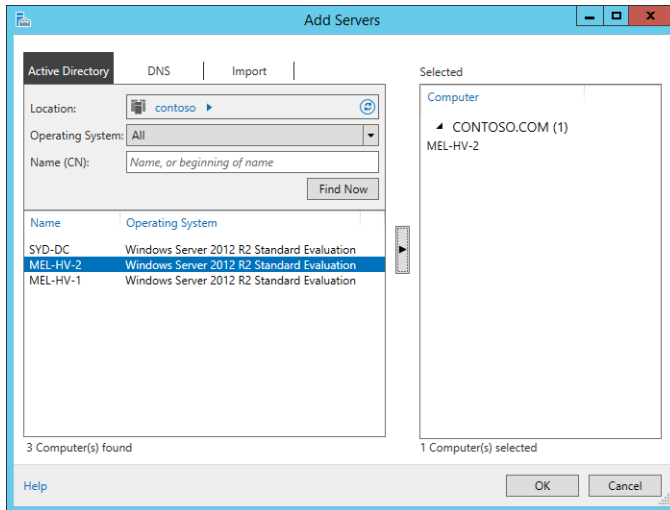 Add Servers
Active Directory
DNS
Import
Location:
contoso
Operating System:
All
Name (CN):
Name, or beginning of name
Find Now
Name Operating System
SYD-DC Windows Server 2012 R2 Standard Evaluation
MEL-HV-2 Windows Server 2012 R2 Standard Evaluation
MEL-HV-1 Windows Server 2012 R2 Standard Evaluation
3 Computer(s) found
Selected
Computer
CONTOSO.COM (1)
MEL-HV-2
1 Computer(s) selected
Help
OK
Cancel